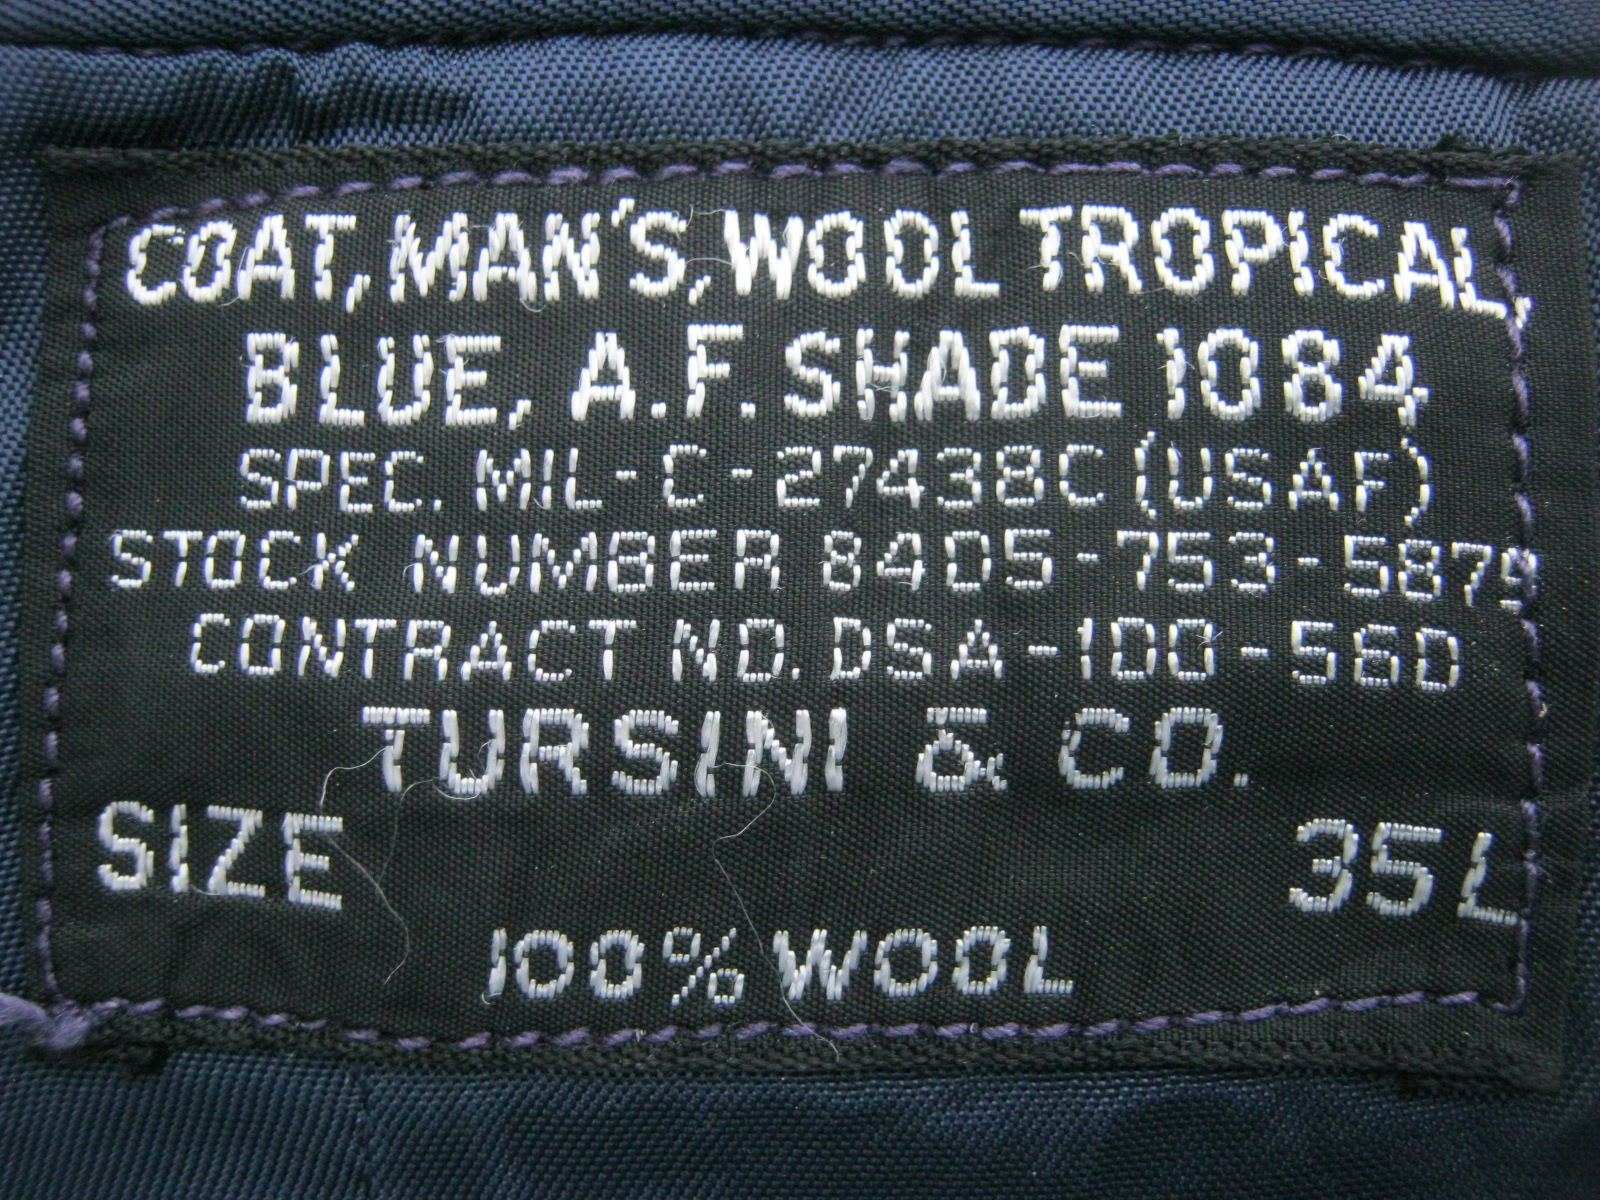 COAT, MAN'S, WOOL TROPICAL,
BLUE, A.F. SHADE 1084
SPEC. MIL-C-27438C (USAF)
STOCK NUMBER 8405-753-5879
CONTRACT NO. DSA-100-560
TURSINI & CO.
SIZE 35L
100% WOOL